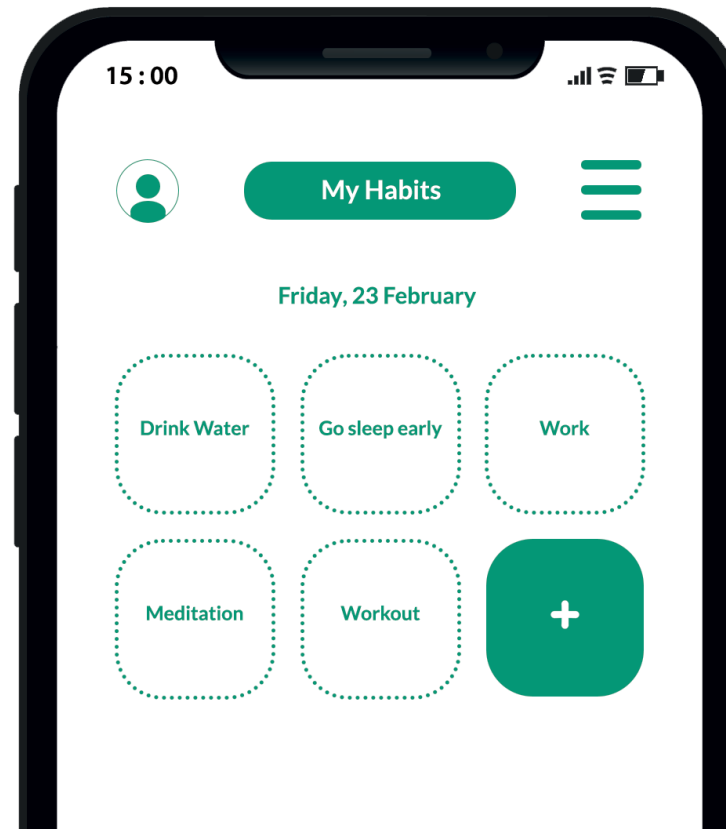 15:00
My Habits
Friday, 23 February
Drink Water
Go sleep early
Work
Meditation
Workout
+